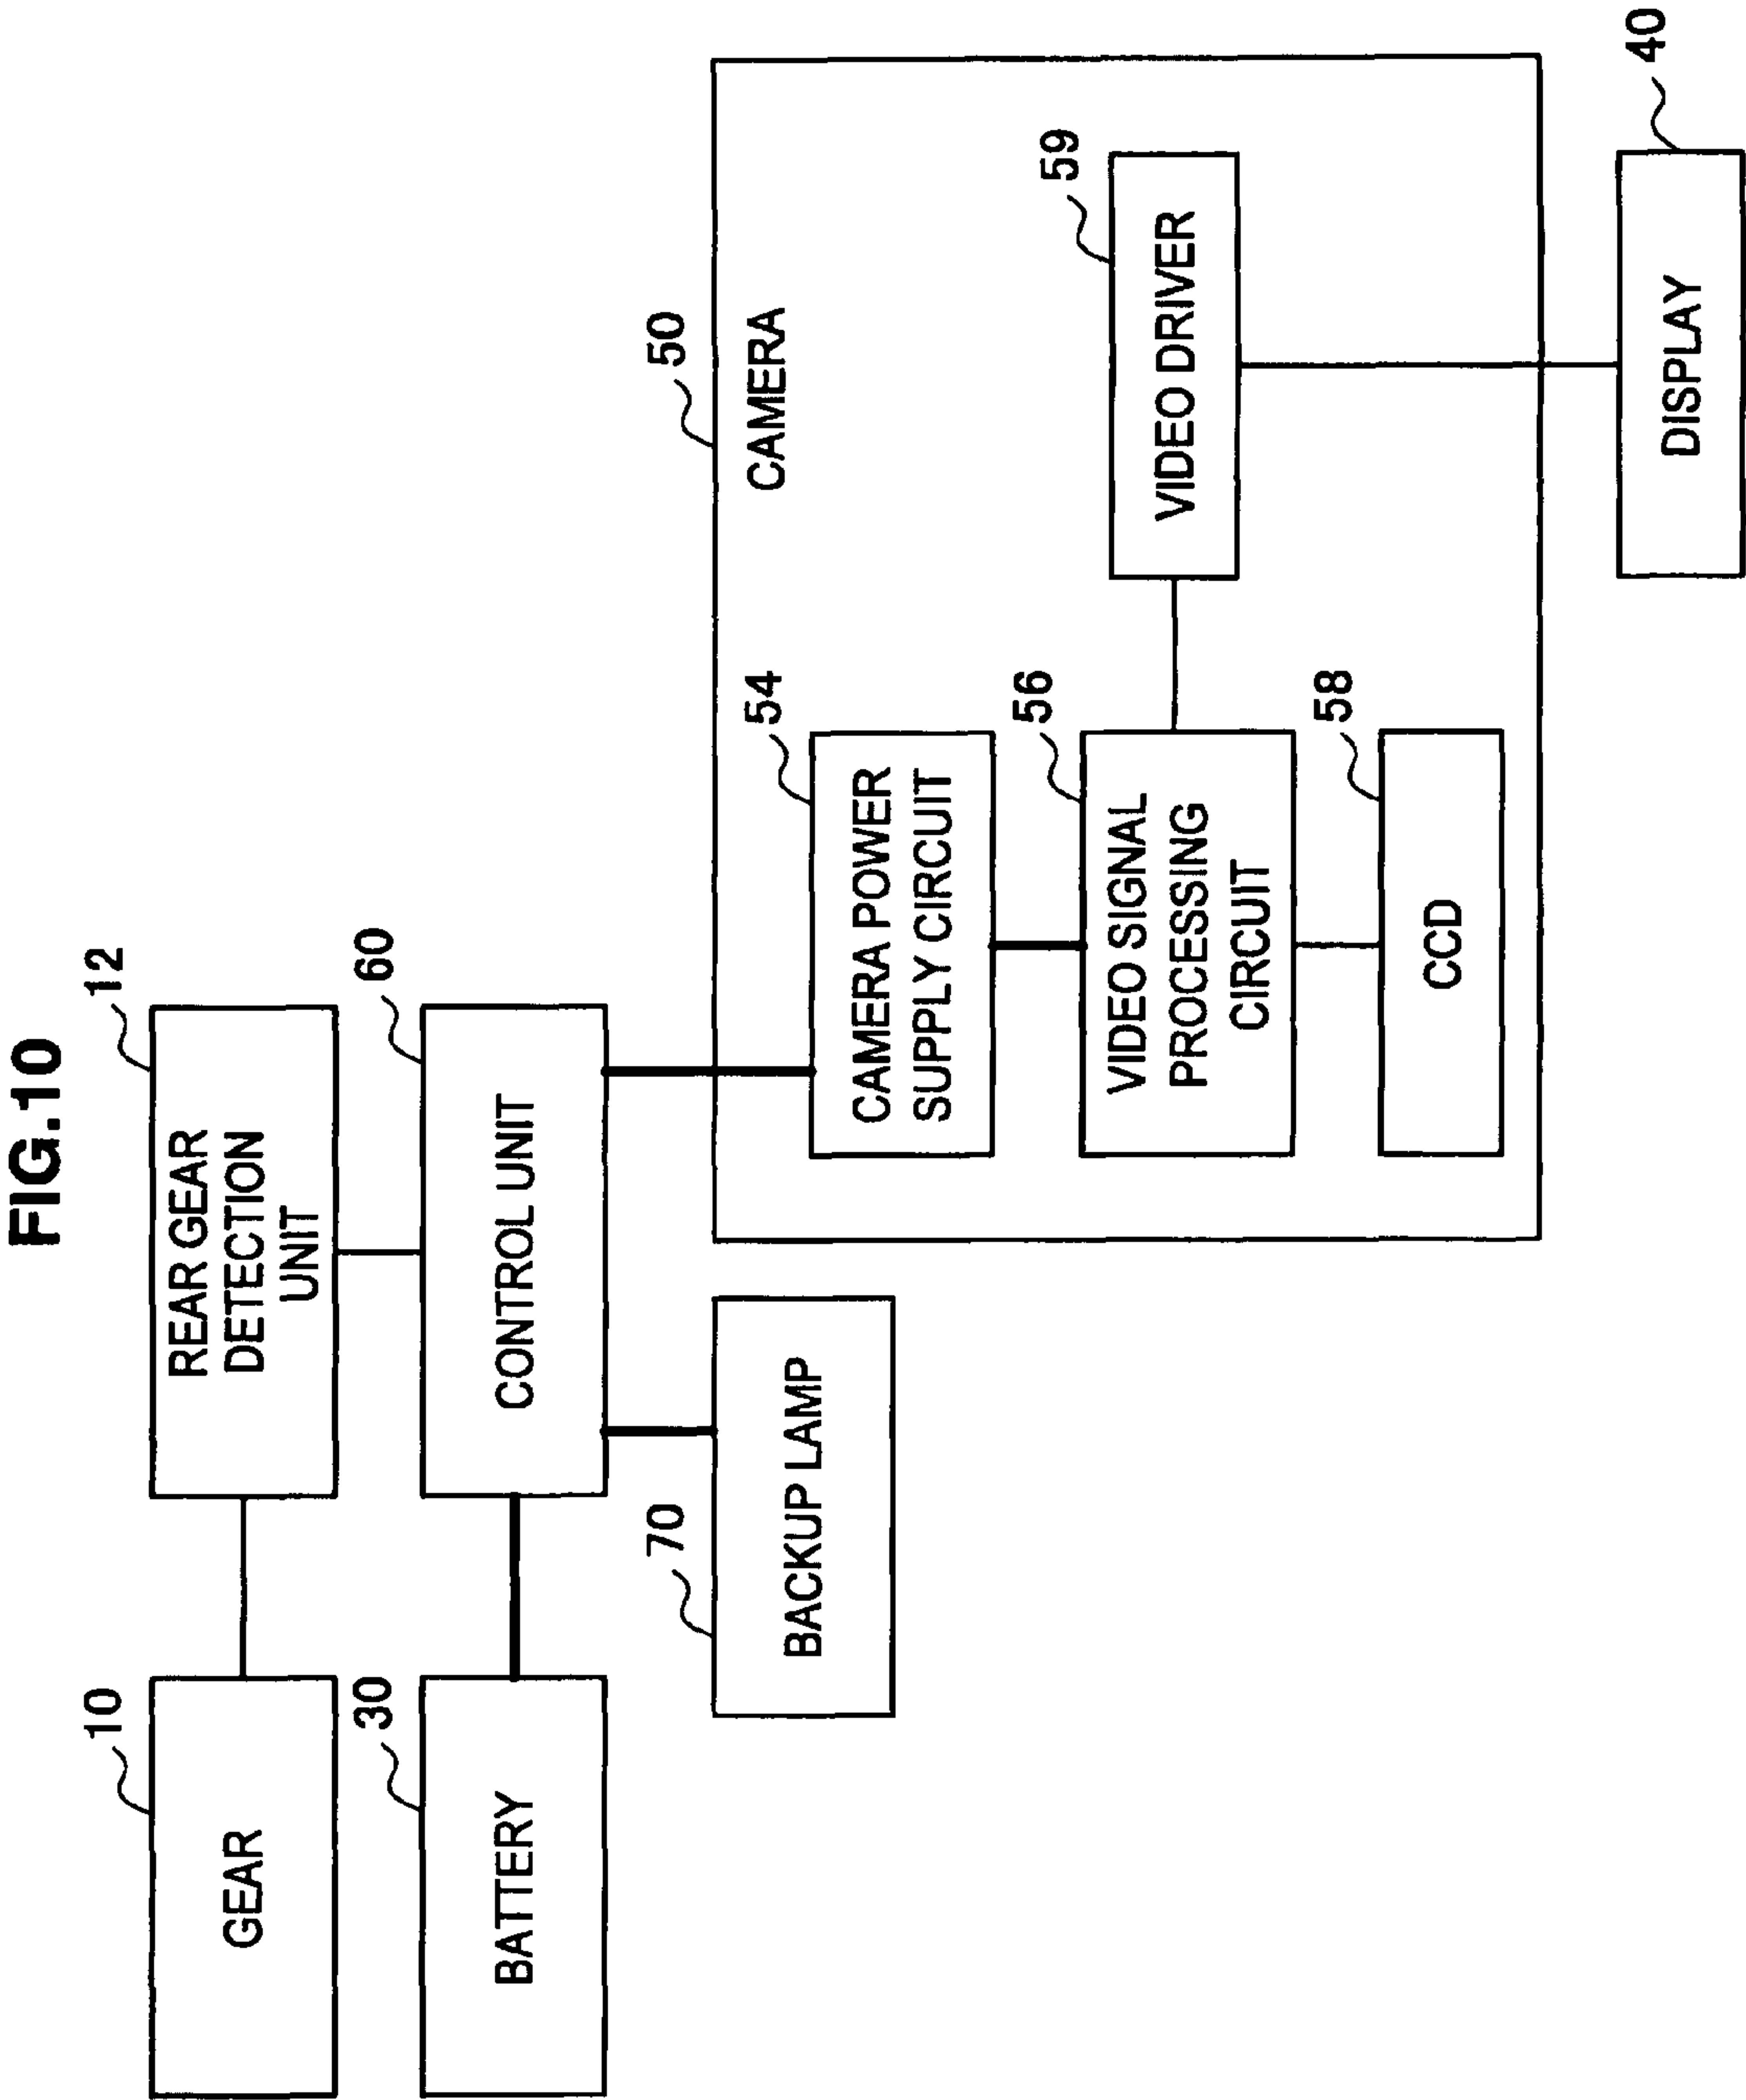 FIG.10
10
GEAR
12
REAR GEAR
DETECTION
UNIT
30
BATTERY
60
CONTROL UNIT
70
BACKUP LAMP
50
CAMERA
54
CAMERA POWER
SUPPLY CIRCUIT
56
VIDEO SIGNAL
PROCESSING
CIRCUIT
58
CCD
59
VIDEO DRIVER
40
DISPLAY